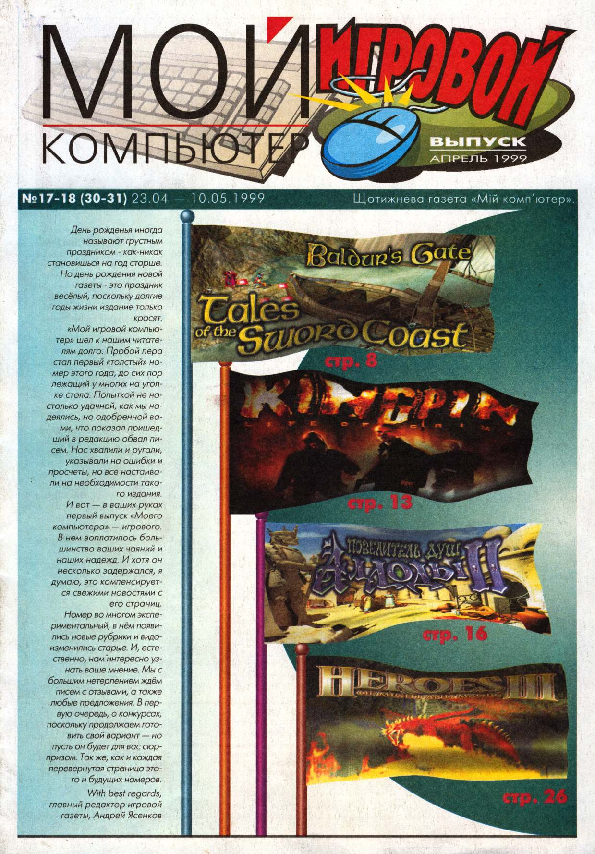 МОЙ ИГРОВОЙ
КОМПЬЮТЕР
ВЫПУСК
АПРЕЛЬ 1999
№17-18 (30-31) 23.04 — 10.05.1999
Щотижнева газета «Мій комп'ютер».
День рожденья иногда
называют грустным
праздником - как-никак
становишься на год старше.
Но день рождения новой
газеты - это праздник
весёлый, поскольку долгие
годы жизни издание только
красят.
«Мой игровой компью-
тер» шел к нашим читате-
лям долго. Пробой пера
стал первый «толстый» но-
мер этого года, до сих пор
лежащий у многих на угол-
ке стола. Попыткой не на-
столько удачной, как мы на-
деялись, но одобренной ва-
ми, что показал пришед-
ший в редакцию обвал пи-
сем. Нас хвалили и ругали,
указывали на ошибки и
просчеты, но все настаива-
ли на необходимости тако-
го издания.
И вот — в ваших руках
первый выпуск «Моего
компьютера» — игрового.
В нем воплотилось боль-
шинство ваших чаяний и
наших надежд. И хотя он
несколько задержался, я
думаю, это компенсирует-
ся свежими новостями с
его страниц.
Номер во многом экспе-
риментальный, в нём появи-
лись новые рубрики и видо-
изменились старые. И, есте-
ственно, нам интересно уз-
нать ваше мнение. Мы с
большим нетерпением ждём
писем с отзывами, а также
любые предложения. В пер-
вую очередь, о конкурсах,
поскольку продолжаем гото-
вить свой вариант — но
пусть он будет для вас сюр-
призом. Так же, как и каждая
перевернутая страница это-
го и будущих номеров.
With best regards,
главный редактор игровой
газеты, Андрей Ясенков
Baldur's Gate
Tales
of the Sword Coast
стр. 8
KINGPIN
стр. 13
ПОВЕЛИТЕЛЬ ДУШ
АЛЛОДЫ II
стр. 16
HEROES III
стр. 26